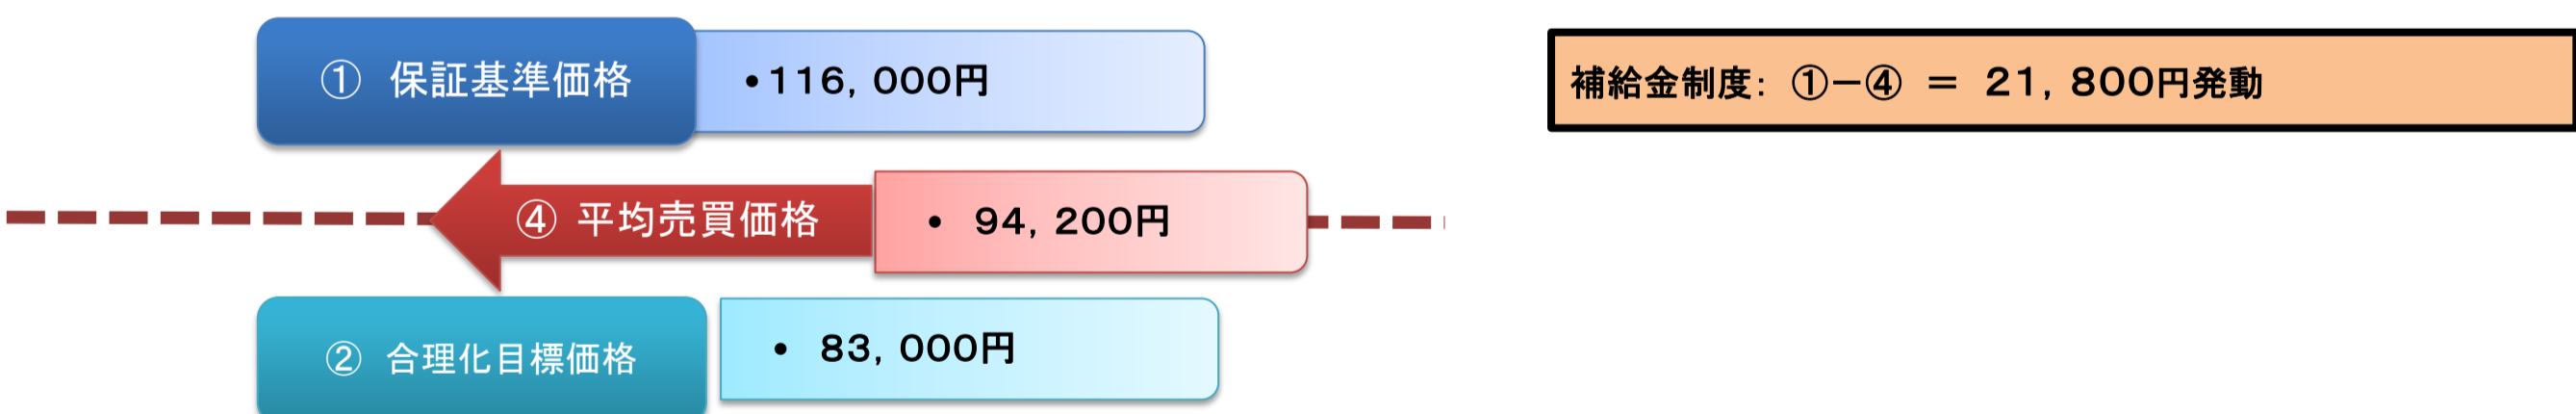 ① 保証基準価格
•116，000円
補給金制度： ①－④ ＝ 21，800円発動
④ 平均売買価格
• 94，200円
② 合理化目標価格
• 83，000円